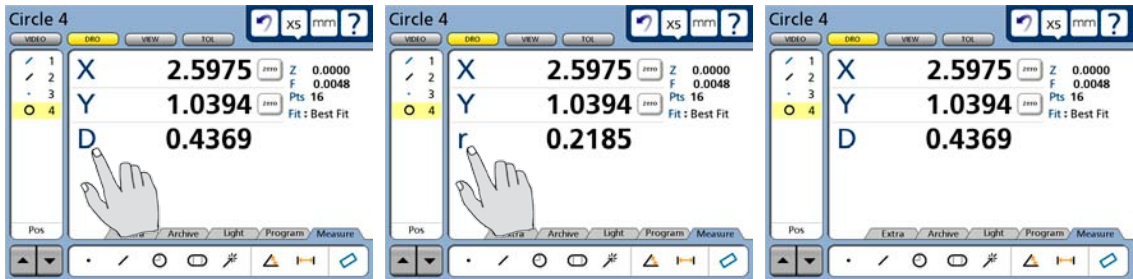 Circle 4
x5 mm ?
VIDEO DRO VIEW TOL
1
2
3
4
X 2.5975 zero Z 0.0000
F 0.0048
Y 1.0394 zero Pts 16
Fit : Best Fit
D 0.4369
Pos
Archive Light Program Measure
Circle 4
x5 mm ?
VIDEO DRO VIEW TOL
1
2
3
4
X 2.5975 zero Z 0.0000
F 0.0048
Y 1.0394 zero Pts 16
Fit : Best Fit
r 0.2185
Pos
Extra Archive Light Program Measure
Circle 4
x5 mm ?
VIDEO DRO VIEW TOL
1
2
3
4
X 2.5975 zero Z 0.0000
F 0.0048
Y 1.0394 zero Pts 16
Fit : Best Fit
D 0.4369
Pos
Extra Archive Light Program Measure